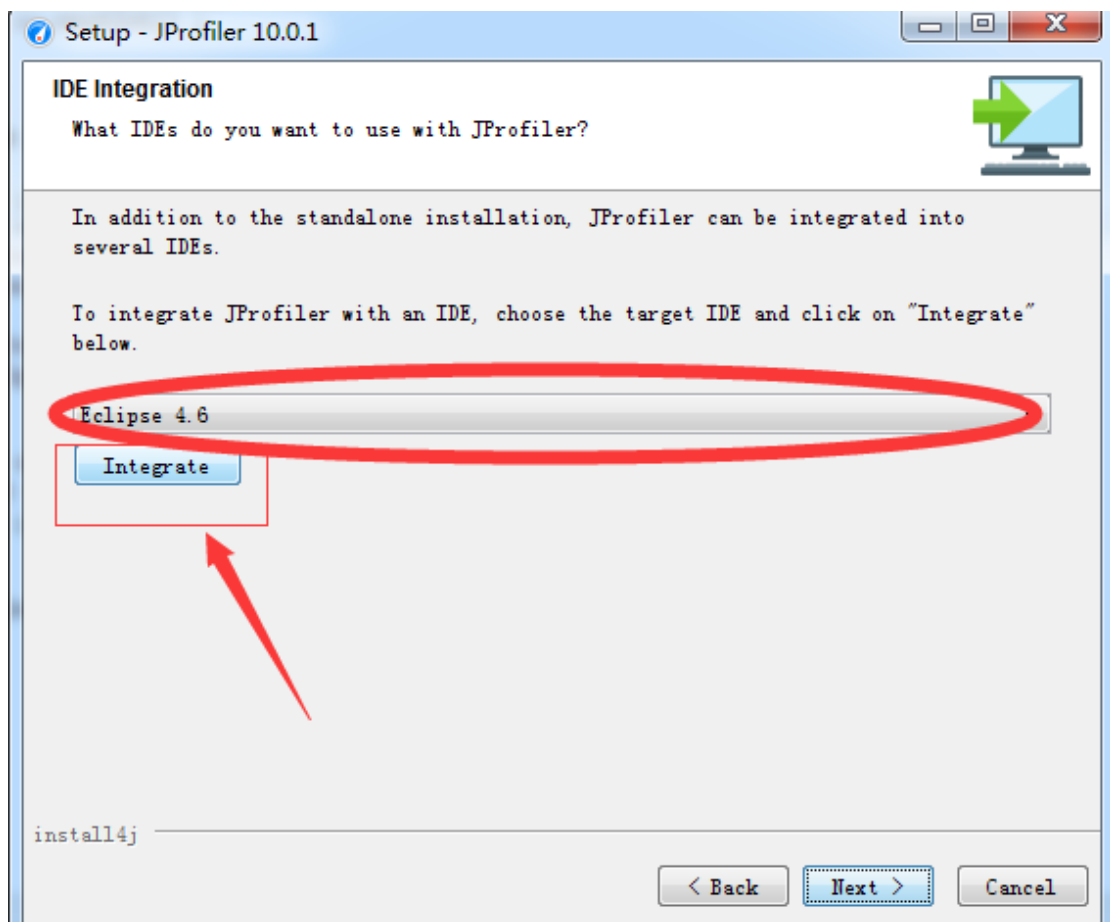 Setup - JProfiler 10.0.1
IDE Integration
What IDEs do you want to use with JProfiler?
In addition to the standalone installation, JProfiler can be integrated into
several IDEs.
To integrate JProfiler with an IDE, choose the target IDE and click on "Integrate"
below.
Eclipse 4.6
Integrate
install4j
< Back
Next >
Cancel